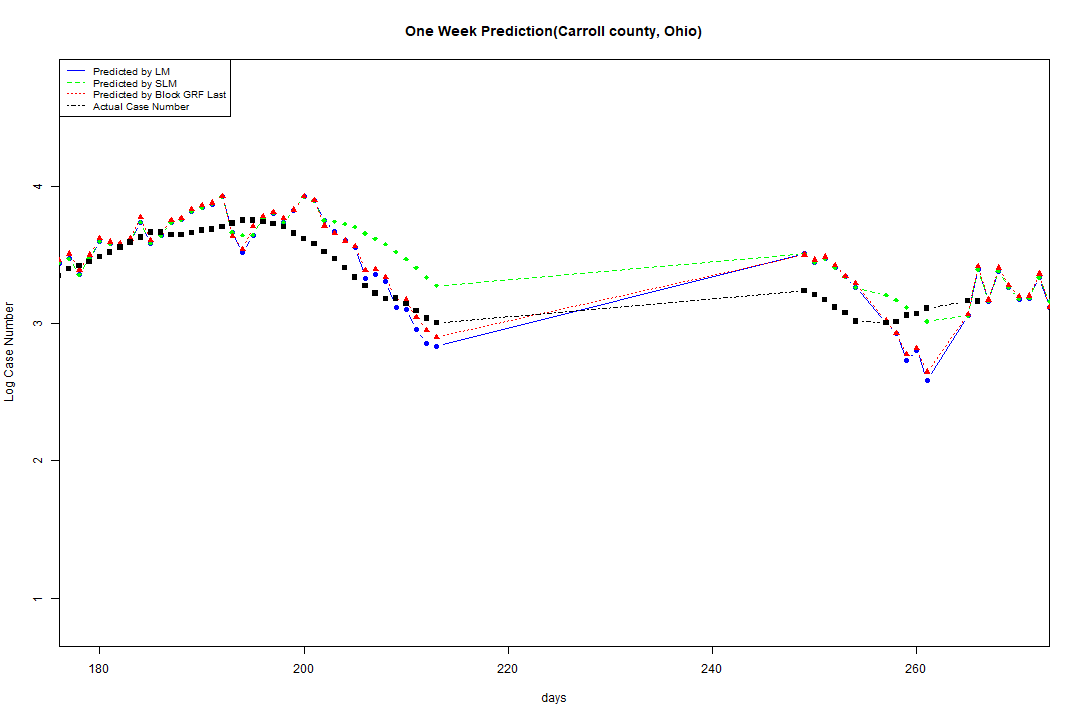 One Week Prediction(Carroll county, Ohio)
Predicted by LM
Predicted by SLM
Predicted by Block GRF Last
Actual Case Number
Log Case Number
4
3
2
1
180 200 220 240 260
days